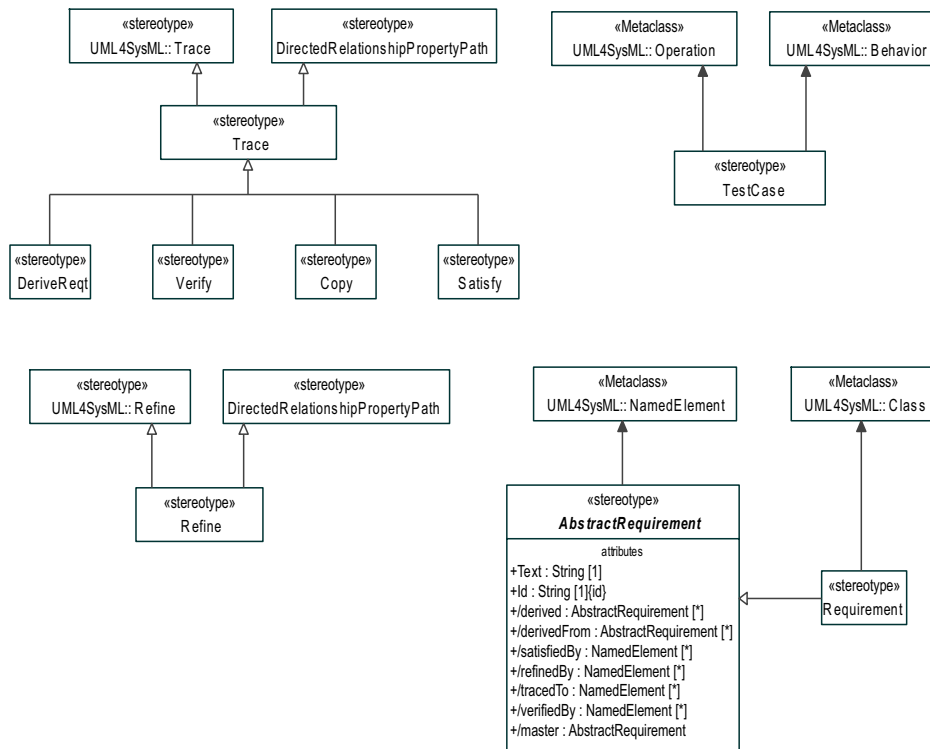 «stereotype»
UML4SysML::Trace
«stereotype»
DirectedRelationshipPropertyPath
«Metaclass»
UML4SysML::Operation
«Metaclass»
UML4SysML::Behavior
«stereotype»
Trace
«stereotype»
TestCase
«stereotype»
DeriveReqt
«stereotype»
Verify
«stereotype»
Copy
«stereotype»
Satisfy
«stereotype»
UML4SysML::Refine
«stereotype»
DirectedRelationshipPropertyPath
«Metaclass»
UML4SysML::NamedElement
«Metaclass»
UML4SysML::Class
«stereotype»
Refine
«stereotype»
AbstractRequirement
attributes
+Text : String [1]
+Id : String [1]{id}
+/derived : AbstractRequirement [*]
+/derivedFrom : AbstractRequirement [*]
+/satisfiedBy : NamedElement [*]
+/refinedBy : NamedElement [*]
+/tracedTo : NamedElement [*]
+/verifiedBy : NamedElement [*]
+/master : AbstractRequirement
«stereotype»
Requirement